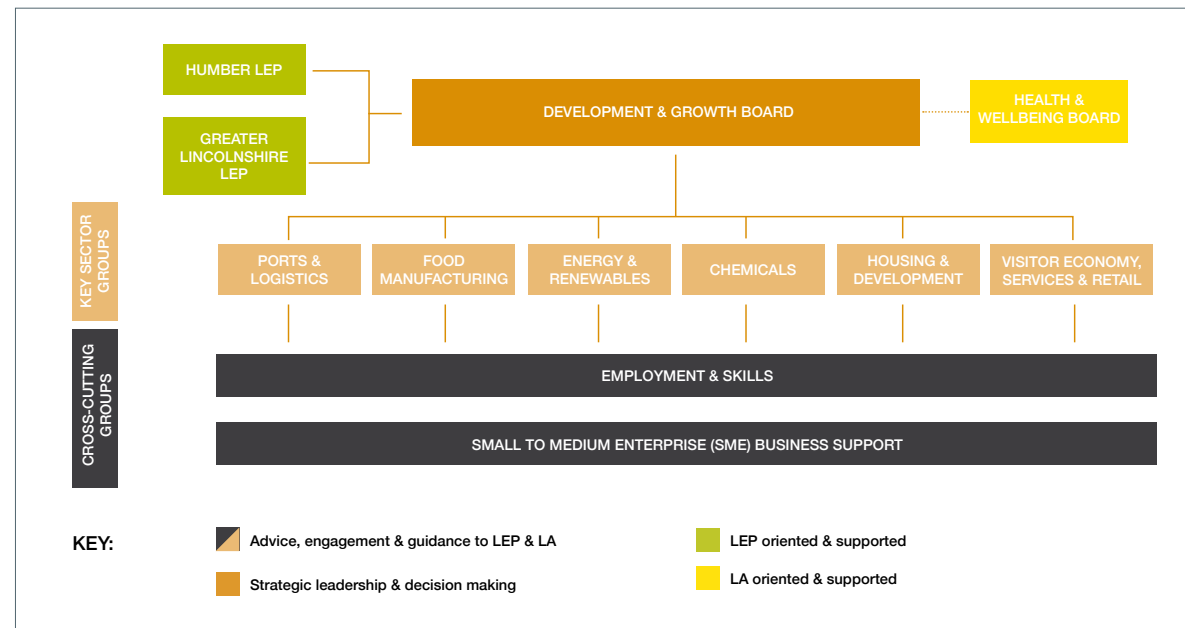 HUMBER LEP
GREATER
LINCOLNSHIRE
LEP
DEVELOPMENT & GROWTH BOARD
HEALTH &
WELLBEING BOARD
KEY SECTOR
GROUPS
PORTS &
LOGISTICS
FOOD
MANUFACTURING
ENERGY &
RENEWABLES
CHEMICALS
HOUSING &
DEVELOPMENT
VISITOR ECONOMY,
SERVICES & RETAIL
CROSS-CUTTING
GROUPS
EMPLOYMENT & SKILLS
SMALL TO MEDIUM ENTERPRISE (SME) BUSINESS SUPPORT
KEY:
Advice, engagement & guidance to LEP & LA
Strategic leadership & decision making
LEP oriented & supported
LA oriented & supported